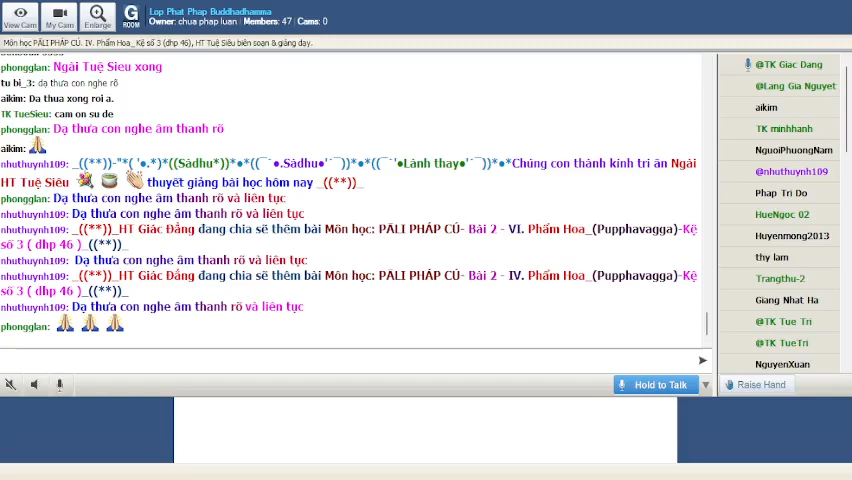 Lop Phat Phap Buddhadhamma
Owner: chua phap luan | Members: 47 | Cams: 0
View Cam
My Cam
Enlarge
G
ROOM
Môn học PÃLI PHÁP CÚ. IV. Phẩm Hoa_ Kệ số 3 (dhp 46), HT Tuệ Siêu biên soạn & giảng dạy.
phongglan: Ngài Tuệ Sieu xong
tu bi_3: dạ thưa con nghe rõ
aikim: Da thua xong roi a.
TK TueSieu: cam on su de
phongglan: Dạ thưa con nghe âm thanh rõ
aikim:
nhuthuynh109: _((**))-"*( '●.*)*((Sādhu*))*●*((¯`●.Sādhu●'´¯))*●*((¯`'●Lành thay●'´¯))*●*Chúng con thành kính tri ân Ngài
HT Tuệ Siêu thuyết giảng bài học hôm nay _((**))_
phongglan: Dạ thưa con nghe âm thanh rõ và liên tục
nhuthuynh109: Dạ thưa con nghe âm thanh rõ và liên tục
nhuthuynh109: _((**))_HT Giác Đẳng đang chia sẽ thêm bài Môn học: PÃLI PHÁP CÚ- Bài 2 - VI. Phẩm Hoa_(Pupphavagga)-Kệ
số 3 ( dhp 46 )_((**))_
nhuthuynh109: Dạ thưa con nghe âm thanh rõ và liên tục
nhuthuynh109: _((**))_HT Giác Đẳng đang chia sẽ thêm bài Môn học: PÃLI PHÁP CÚ- Bài 2 - IV. Phẩm Hoa_(Pupphavagga)-Kệ
số 3 ( dhp 46 )_((**))_
nhuthuynh109: Dạ thưa con nghe âm thanh rõ và liên tục
phongglan:
Hold to Talk
@TK Giac Dang
@Lang Gia Nguyet
aikim
TK minhhanh
NguoiPhuongNam
@nhuthuynh109
Phap Tri Do
HueNgoc 02
Huyenmong2013
thy lam
Trangthu-2
Giang Nhat Ha
@TK Tue Tri
@TK TueTri
NguyenXuan
Raise Hand